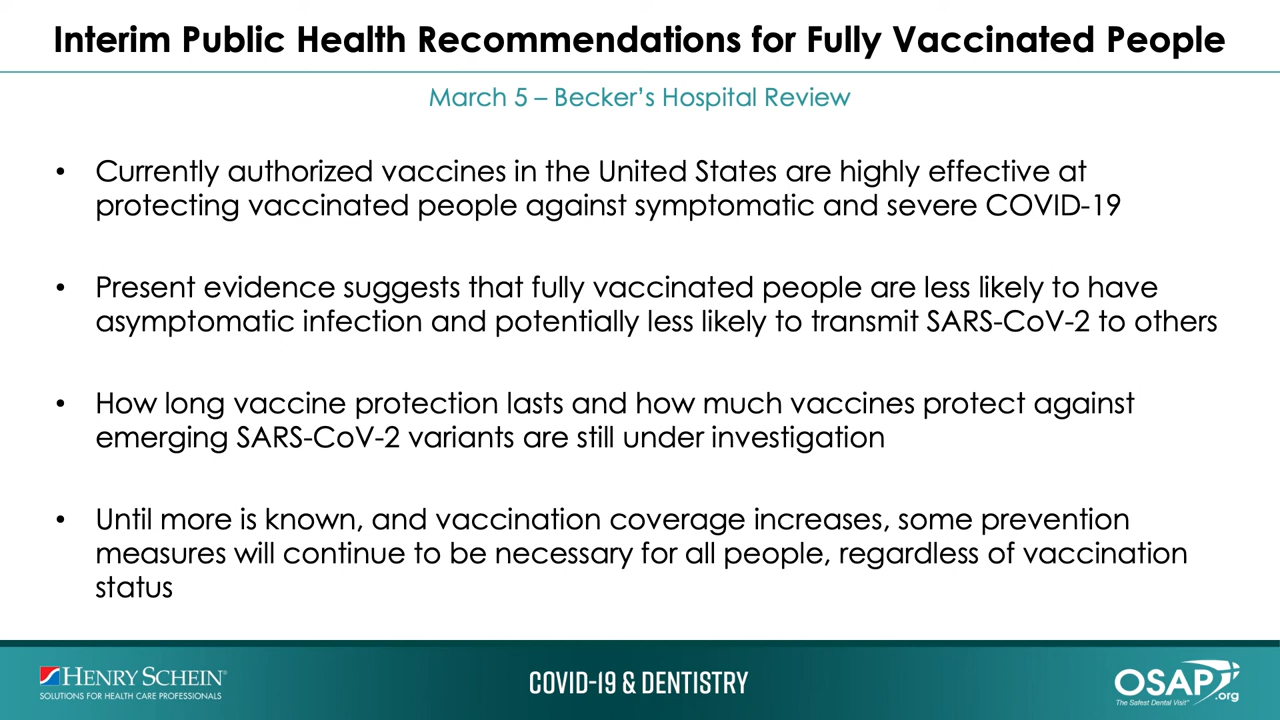 Interim Public Health Recommendations for Fully Vaccinated People
March 5 – Becker's Hospital Review
• Currently authorized vaccines in the United States are highly effective at
protecting vaccinated people against symptomatic and severe COVID-19
• Present evidence suggests that fully vaccinated people are less likely to have
asymptomatic infection and potentially less likely to transmit SARS-CoV-2 to others
• How long vaccine protection lasts and how much vaccines protect against
emerging SARS-CoV-2 variants are still under investigation
• Until more is known, and vaccination coverage increases, some prevention
measures will continue to be necessary for all people, regardless of vaccination
status
HENRY SCHEIN®
SOLUTIONS FOR HEALTH CARE PROFESSIONALS
COVID-19 & DENTISTRY
OSAP.org
The Safest Dental Visit™